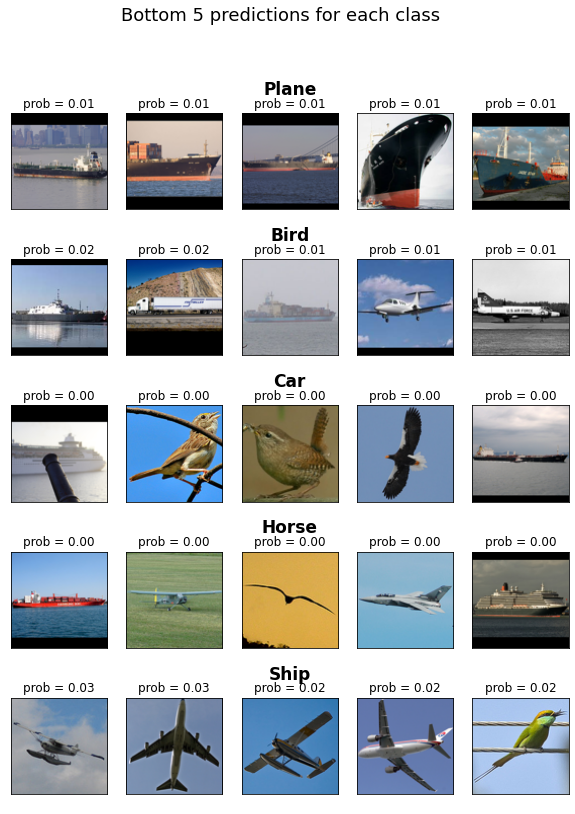 Bottom 5 predictions for each class
Plane
prob = 0.01 prob = 0.01 prob = 0.01 prob = 0.01 prob = 0.01
Bird
prob = 0.02 prob = 0.02 prob = 0.01 prob = 0.01 prob = 0.01
U.S. AIR FORCE
Car
prob = 0.00 prob = 0.00 prob = 0.00 prob = 0.00 prob = 0.00
Horse
prob = 0.00 prob = 0.00 prob = 0.00 prob = 0.00 prob = 0.00
Ship
prob = 0.03 prob = 0.03 prob = 0.02 prob = 0.02 prob = 0.02